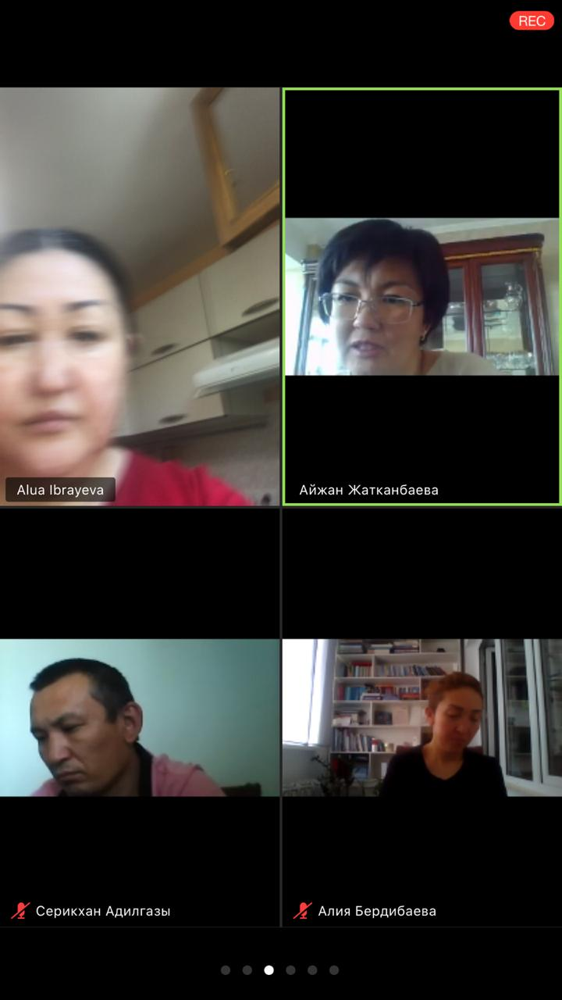 REC
Alua Ibrayeva
Айжан Жатканбаева
Серикхан Адилгазы
Алия Бердибаева